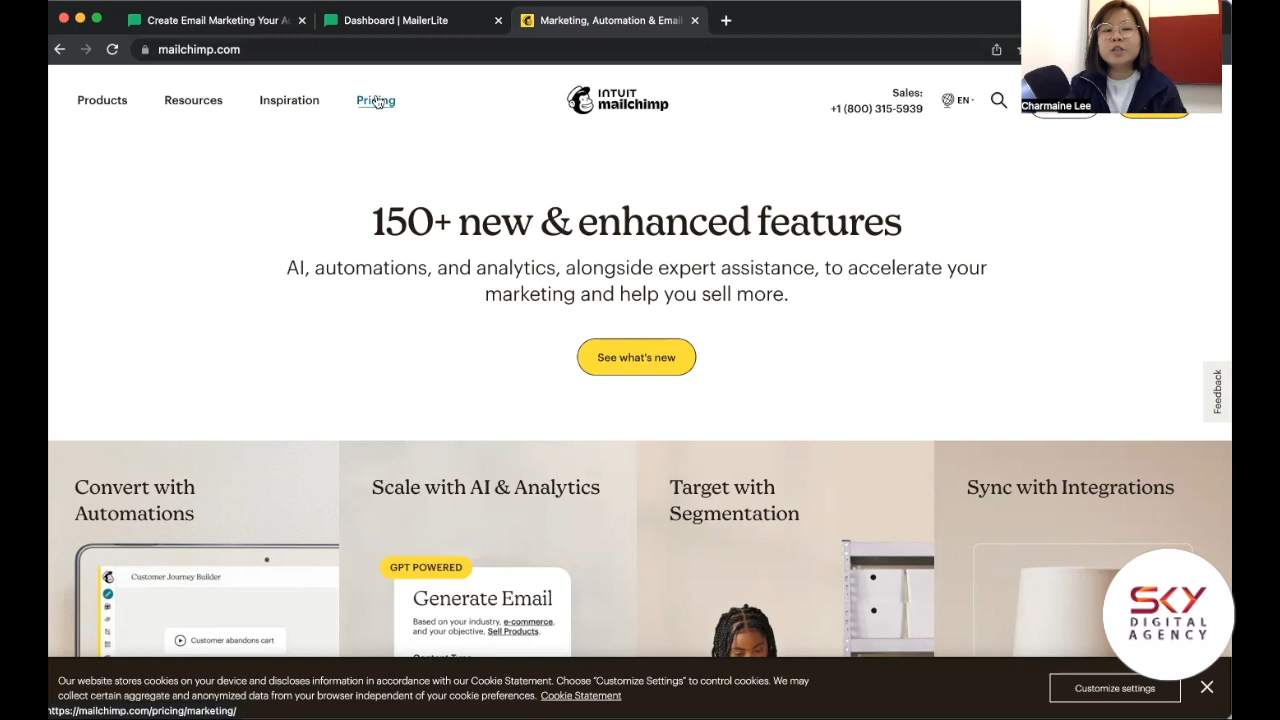 Create Email Marketing Your A
Dashboard | MailerLite
Marketing, Automation & Email
mailchimp.com
Charmaine Lee
Products
Resources
Inspiration
Pricing
INTUIT
mailchimp
Sales:
+1 (800) 315-5939
EN
150+ new & enhanced features
AI, automations, and analytics, alongside expert assistance, to accelerate your
marketing and help you sell more.
See what's new
Feedback
Convert with
Automations
Scale with AI & Analytics
Target with
Segmentation
Sync with Integrations
Customer Journey Builder
Customer abandons cart
GPT POWERED
Generate Email
Based on your industry, e-commerce,
and your objective, Sell Products.
SKY
DIGITAL
AGENCY
Our website stores cookies on your device and discloses information in accordance with our Cookie Statement. Choose "Customize Settings" to control cookies. We may
collect certain aggregate and anonymized data from your browser independent of your cookie preferences. Cookie Statement
Customize settings
https://mailchimp.com/pricing/marketing/